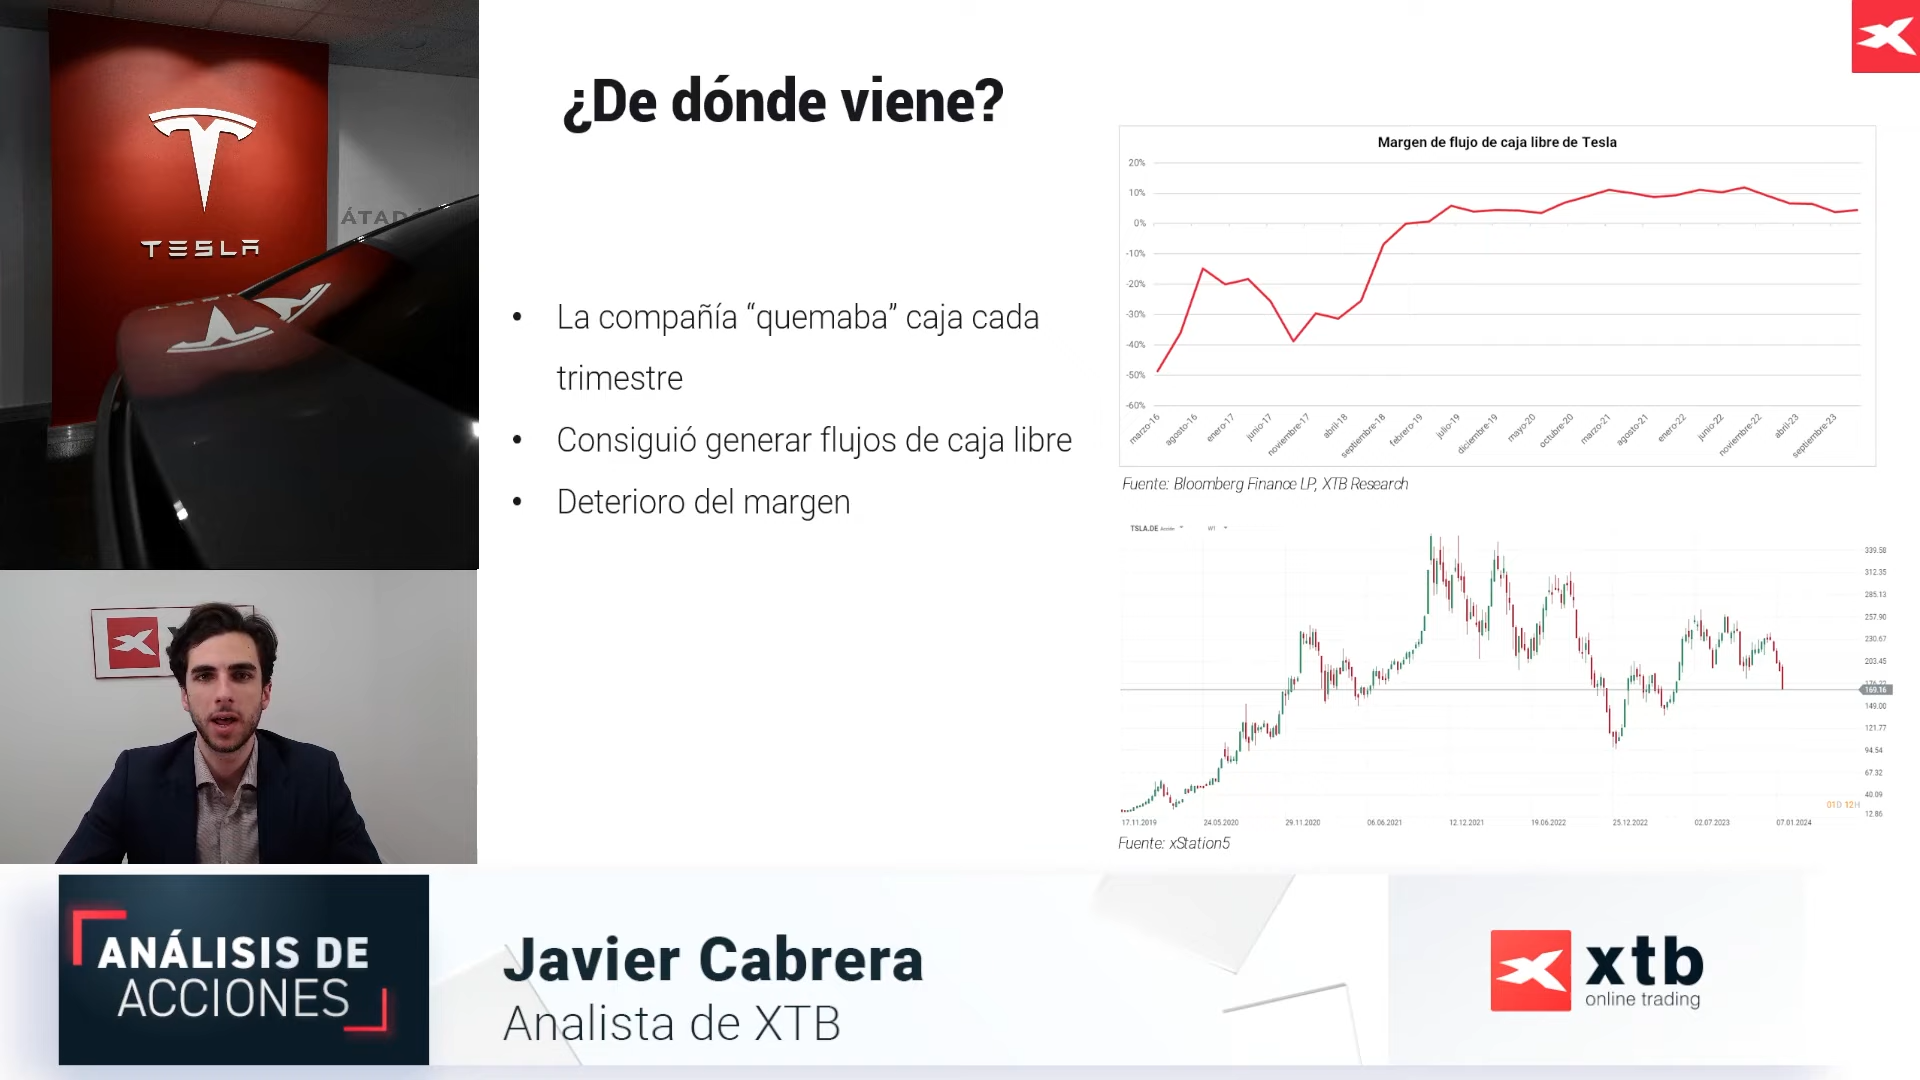 TESLA
¿De dónde viene?
La compañía “quemaba” caja cada
trimestre
Consiguió generar flujos de caja libre
Deterioro del margen
Margen de flujo de caja libre de Tesla
20%
10%
0%
-10%
-20%
-30%
-40%
-50%
-60%
marzo-16
agosto-16
enero-17
junio-17
noviembre-17
abril-18
septiembre-18
febrero-19
julio-19
diciembre-19
mayo-20
octubre-20
marzo-21
agosto-21
enero-22
junio-22
noviembre-22
abril-23
septiembre-23
Fuente: Bloomberg Finance LP, XTB Research
TSLA.DE Acción W1
339.58
312.35
285.13
257.90
230.67
203.45
169.16
149.00
121.77
94.54
67.32
40.09
12.86
01D 12H
17.11.2019
24.05.2020
29.11.2020
06.06.2021
12.12.2021
19.06.2022
25.12.2022
02.07.2023
07.01.2024
Fuente: xStation5
ANÁLISIS DE
ACCIONES
Javier Cabrera
Analista de XTB
xtb
online trading